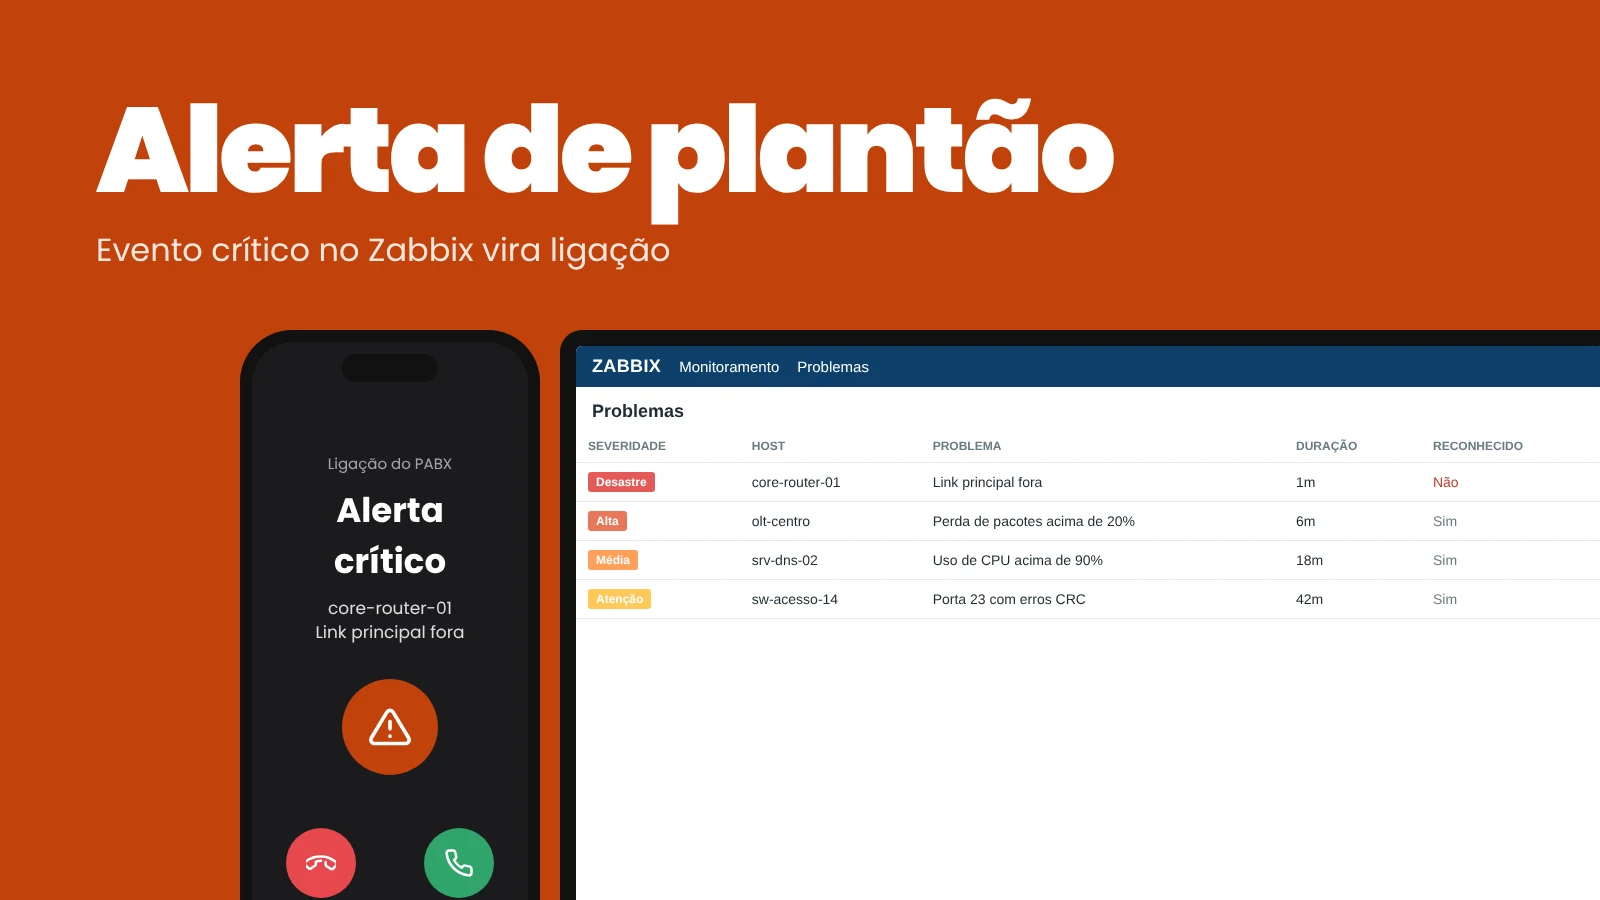 Alerta de plantão
Evento crítico no Zabbix vira ligação
Ligação do PABX
Alerta
crítico
core-router-01
Link principal fora
ZABBIX Monitoramento Problemas
Problemas
SEVERIDADE HOST PROBLEMA DURAÇÃO RECONHECIDO
Desastre core-router-01 Link principal fora 1m Não
Alta olt-centro Perda de pacotes acima de 20% 6m Sim
Média srv-dns-02 Uso de CPU acima de 90% 18m Sim
Atenção sw-acesso-14 Porta 23 com erros CRC 42m Sim